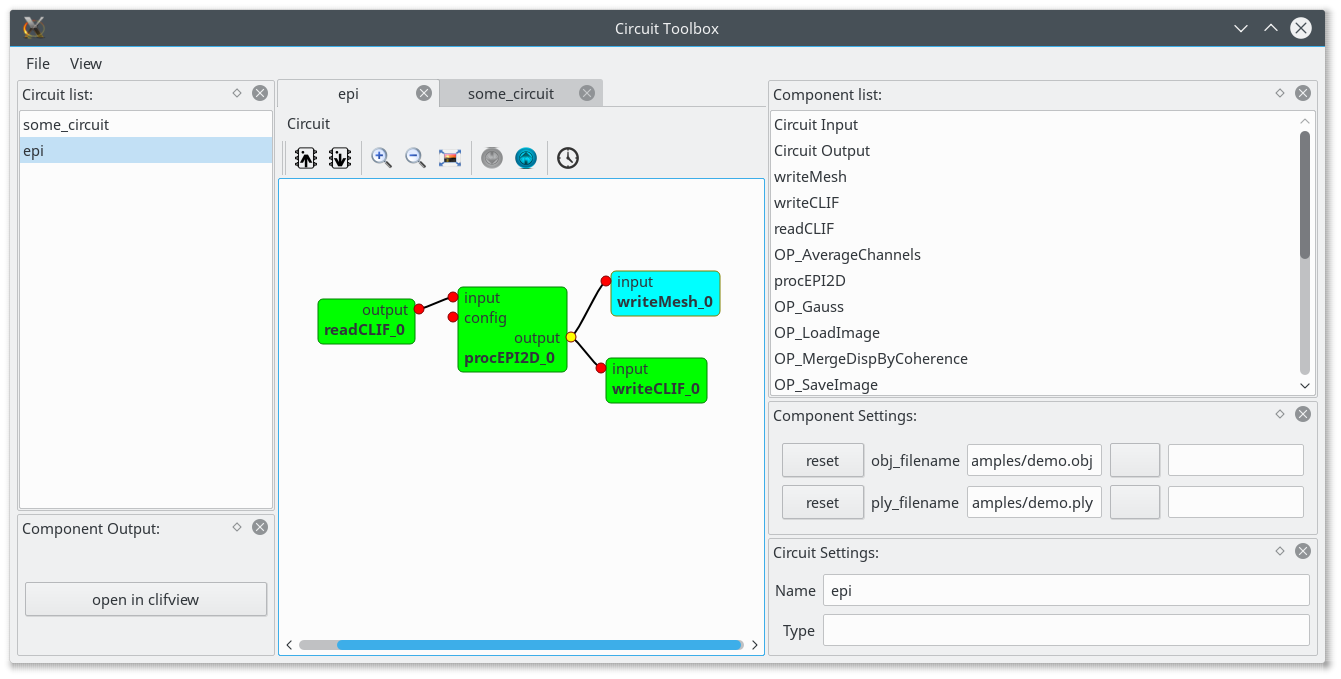 Circuit Toolbox
File View
Circuit list:
some_circuit
epi
Component Output:
open in clifview
epi some_circuit
Circuit
output
readCLIF_0
input
config
output
procEPI2D_0
input
writeMesh_0
input
writeCLIF_0
Component list:
Circuit Input
Circuit Output
writeMesh
writeCLIF
readCLIF
OP_AverageChannels
procEPI2D
OP_Gauss
OP_LoadImage
OP_MergeDispByCoherence
OP_SaveImage
Component Settings:
reset obj_filename amples/demo.obj
reset ply_filename amples/demo.ply
Circuit Settings:
Name epi
Type